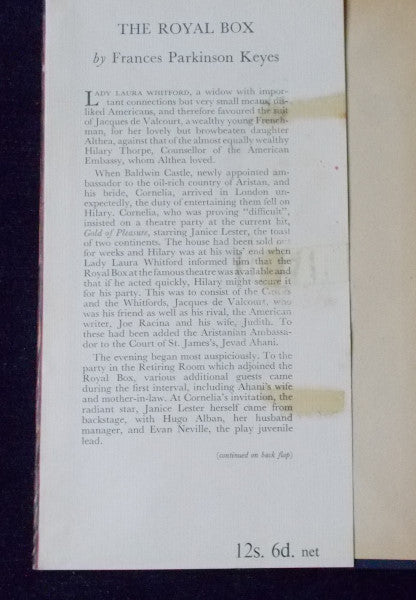 THE ROYAL BOX
by Frances Parkinson Keyes
LADY LAURA WHITFORD, a widow with impor-
tant connections but very small means, dis-
liked Americans, and therefore favoured the suit
of Jacques de Valcourt, a wealthy young French-
man, for her lovely but browbeaten daughter
Althea, against that of the almost equally wealthy
Hilary Thorpe, Counsellor of the American
Embassy, whom Althea loved.
When Baldwin Castle, newly appointed am-
bassador to the oil-rich country of Aristan, and
his bride, Cornelia, arrived in London un-
expectedly, the duty of entertaining them fell on
Hilary. Cornelia, who was proving "difficult",
insisted on a theatre party at the current hit,
Gold of Pleasure, starring Janice Lester, the toast
of two continents. The house had been sold out
for weeks and Hilary was at his wits' end when
Lady Laura Whitford informed him that the
Royal Box at the famous theatre was available and
that if he acted quickly, Hilary might secure it
for his party. This was to consist of the Castles
and the Whitfords, Jacques de Valcourt, who
was his friend as well as his rival, the American
writer, Joe Racina and his wife, Judith. To
these had been added the Aristanian Ambassa-
dor to the Court of St. James's, Jevad Ahani.
The evening began most auspiciously. To the
party in the Retiring Room which adjoined the
Royal Box, various additional guests came
during the first interval, including Ahani's wife
and mother-in-law. At Cornelia's invitation, the
radiant star, Janice Lester herself came from
backstage, with Hugo Alban, her husband
manager, and Evan Neville, the play juvenile
lead.
(continued on back flap)
12s. 6d. net